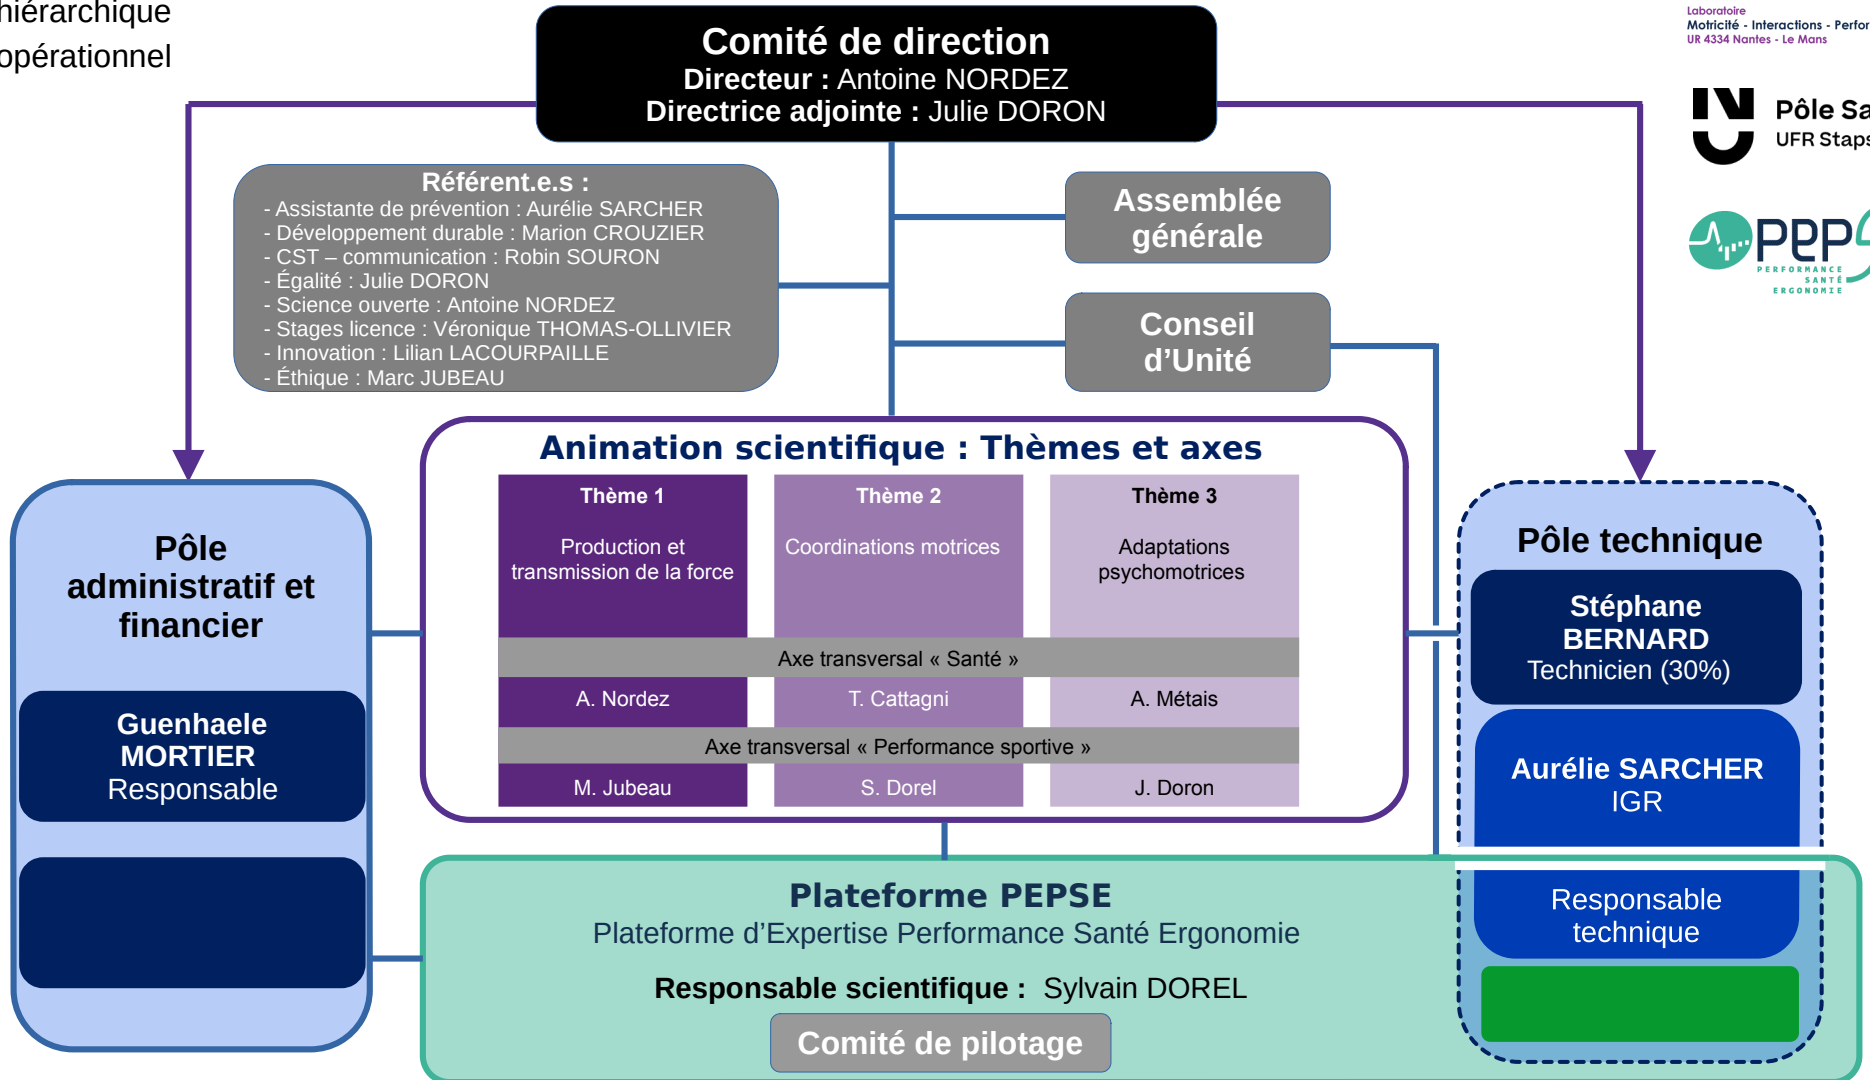 hiérarchique
opérationnel
Comité de direction
Directeur : Antoine NORDEZ
Directrice adjointe : Julie DORON
Laboratoire
Motricité - Interactions - Perfor
UR 4334 Nantes - Le Mans
Pôle Sa
UFR Staps
PEPS
PERFORMANCE
SANTÉ
ERGONOMIE
Référent.e.s :
- Assistante de prévention : Aurélie SARCHER
- Développement durable : Marion CROUZIER
- CST – communication : Robin SOURON
- Égalité : Julie DORON
- Science ouverte : Antoine NORDEZ
- Stages licence : Véronique THOMAS-OLLIVIER
- Innovation : Lilian LACOURPAILLE
- Éthique : Marc JUBEAU
Assemblée
générale
Conseil
d’Unité
Animation scientifique : Thèmes et axes
Thème 1
Production et
transmission de la force
Thème 2
Coordinations motrices
Thème 3
Adaptations
psychomotrices
Axe transversal « Santé »
A. Nordez
T. Cattagni
A. Métais
Axe transversal « Performance sportive »
M. Jubeau
S. Dorel
J. Doron
Pôle
administratif et
financier
Guenhaele
MORTIER
Responsable
Pôle technique
Stéphane
BERNARD
Technicien (30%)
Aurélie SARCHER
IGR
Responsable
technique
Plateforme PEPSE
Plateforme d’Expertise Performance Santé Ergonomie
Responsable scientifique : Sylvain DOREL
Comité de pilotage